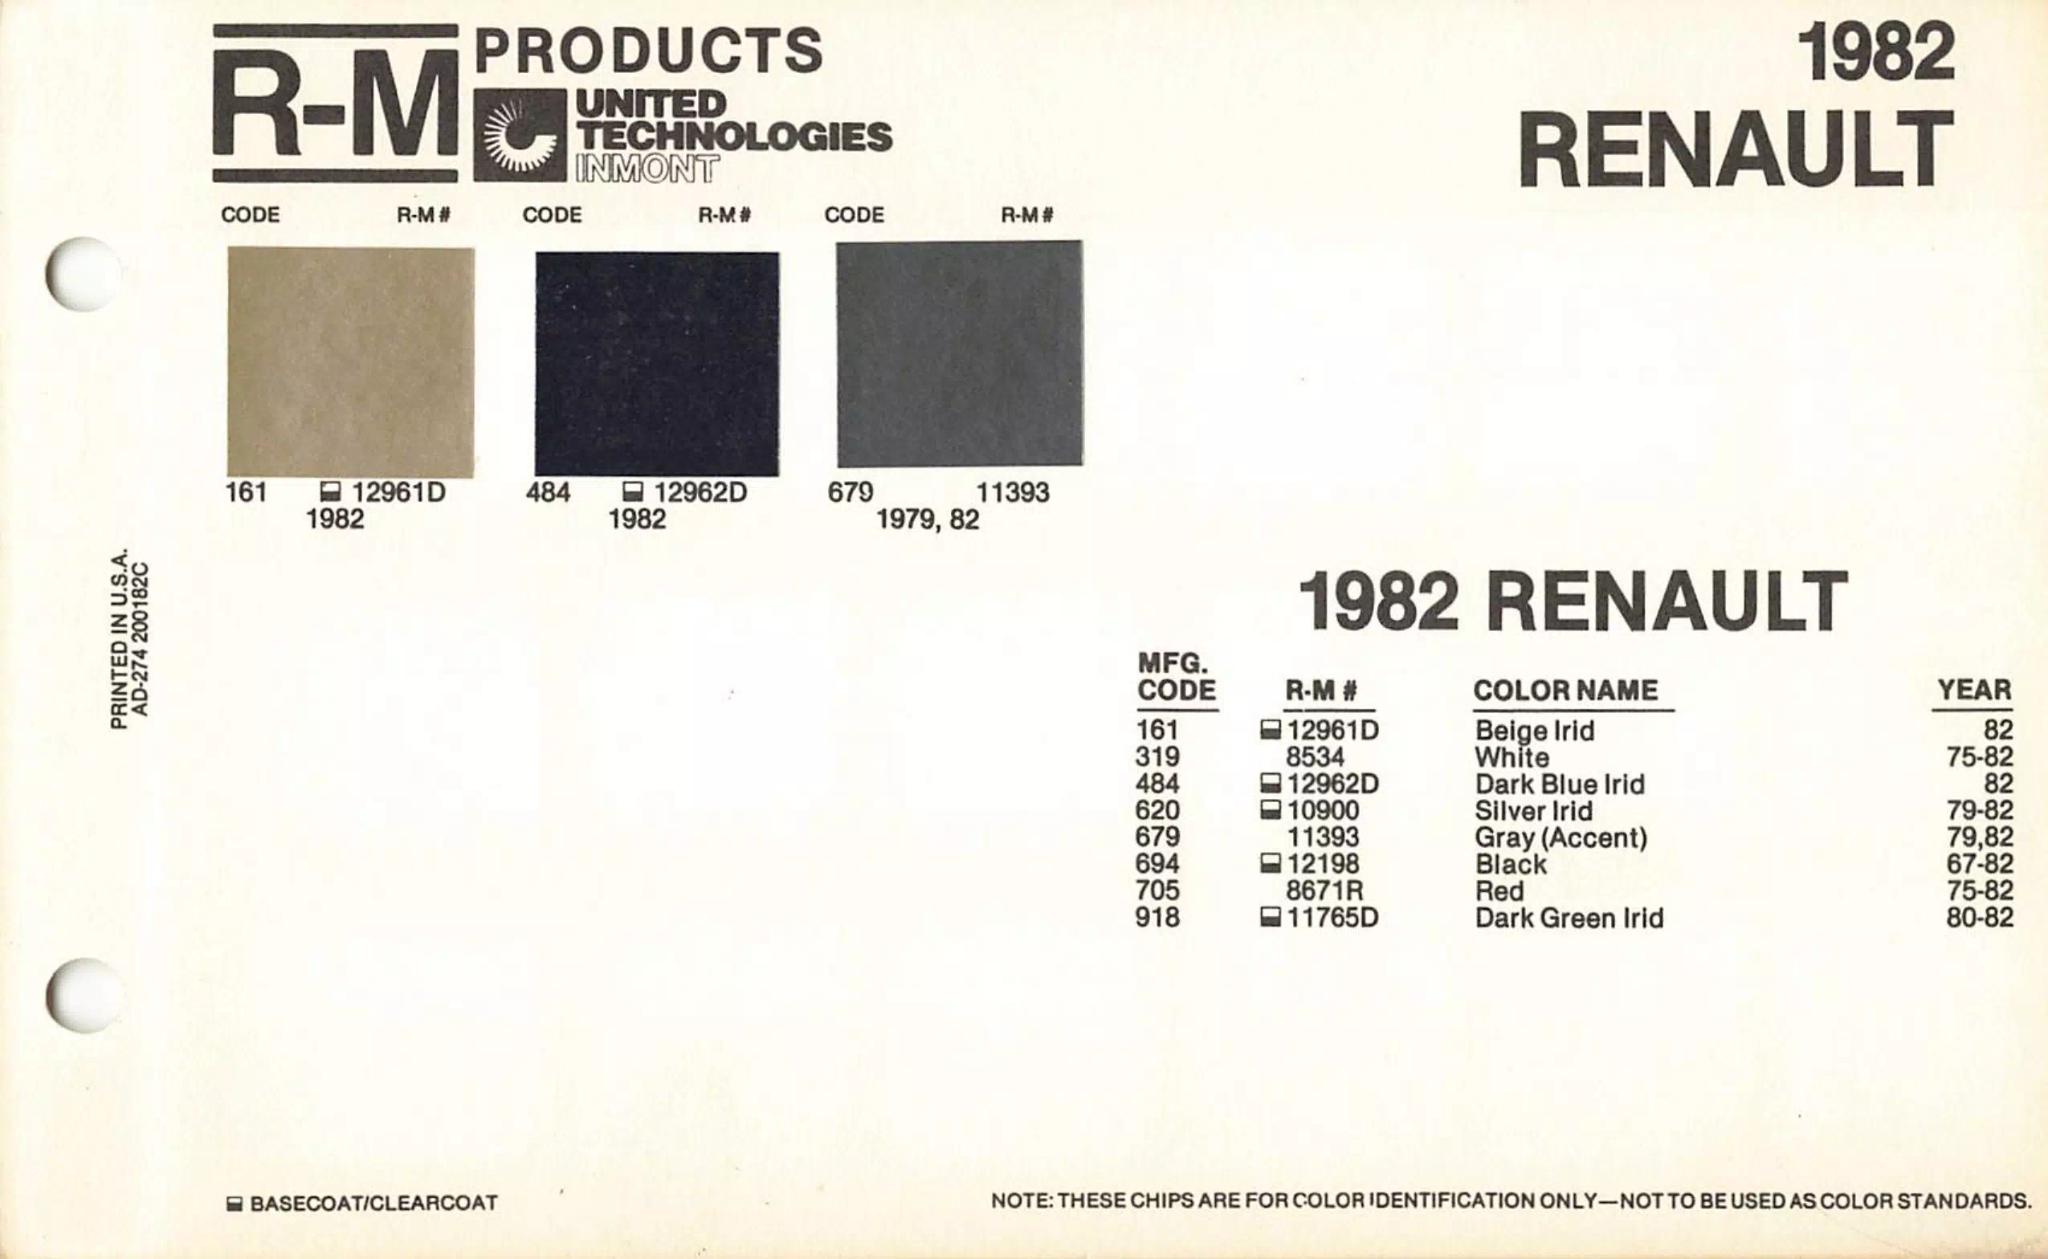 R-M PRODUCTS
UNITED
TECHNOLOGIES
INMONT
1982
RENAULT
CODE R-M# CODE R-M# CODE R-M#
161 12961D 484 12962D 679 11393
1982 1982 1979, 82
PRINTED IN U.S.A.
AD-274 200182C
1982 RENAULT
MFG.
CODE R-M # COLOR NAME YEAR
161 12961D Beige Irid 82
319 8534 White 75-82
484 12962D Dark Blue Irid 82
620 10900 Silver Irid 79-82
679 11393 Gray (Accent) 79,82
694 12198 Black 67-82
705 8671R Red 75-82
918 11765D Dark Green Irid 80-82
BASECOAT/CLEARCOAT
NOTE: THESE CHIPS ARE FOR COLOR IDENTIFICATION ONLY—NOT TO BE USED AS COLOR STANDARDS.